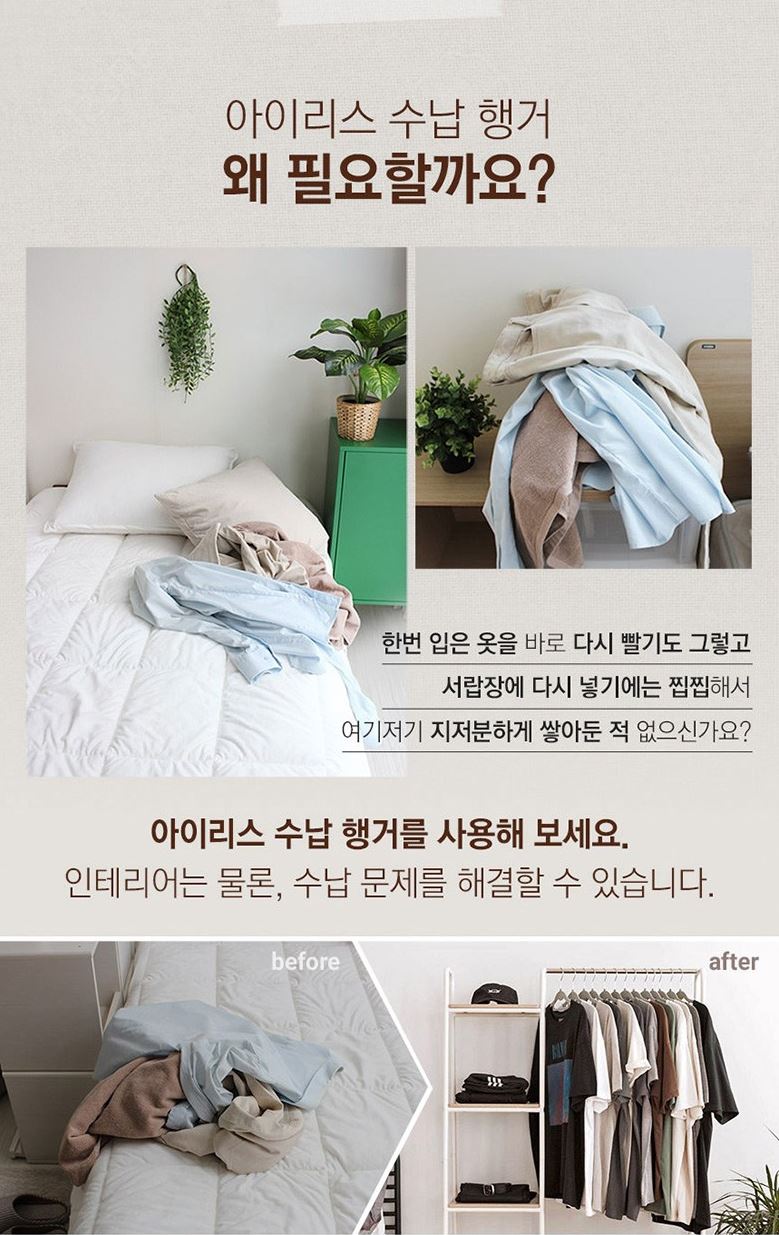 아이리스 수납 행거
왜 필요할까요?
한번 입은 옷을 바로 다시 빨기도 그렇고
서랍장에 다시 넣기에는 찝찝해서
여기저기 지저분하게 쌓아둔 적 없으신가요?
아이리스 수납 행거를 사용해 보세요.
인테리어는 물론, 수납 문제를 해결할 수 있습니다.
before
after